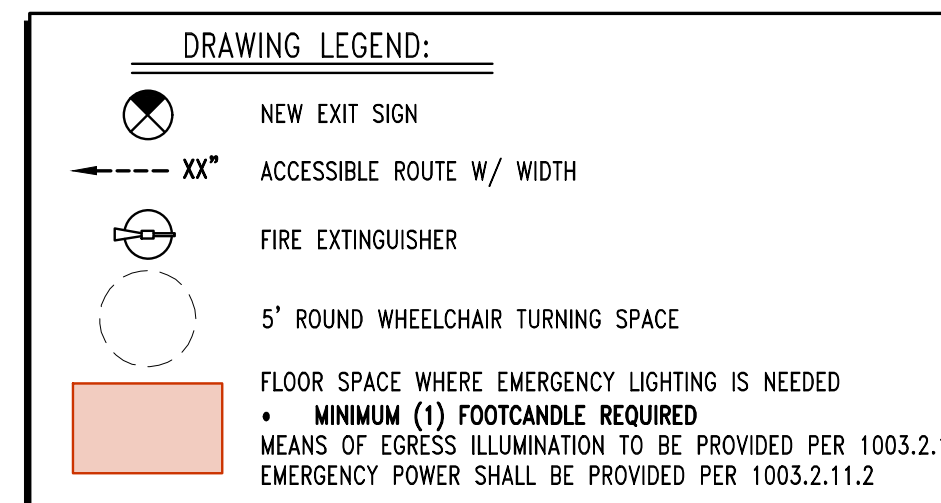 DRAWING LEGEND:
NEW EXIT SIGN
XX" ACCESSIBLE ROUTE W/ WIDTH
FIRE EXTINGUISHER
5' ROUND WHEELCHAIR TURNING SPACE
FLOOR SPACE WHERE EMERGENCY LIGHTING IS NEEDED
• MINIMUM (1) FOOTCANDLE REQUIRED
MEANS OF EGRESS ILLUMINATION TO BE PROVIDED PER
EMERGENCY POWER SHALL BE PROVIDED PER 1003.2.11.2